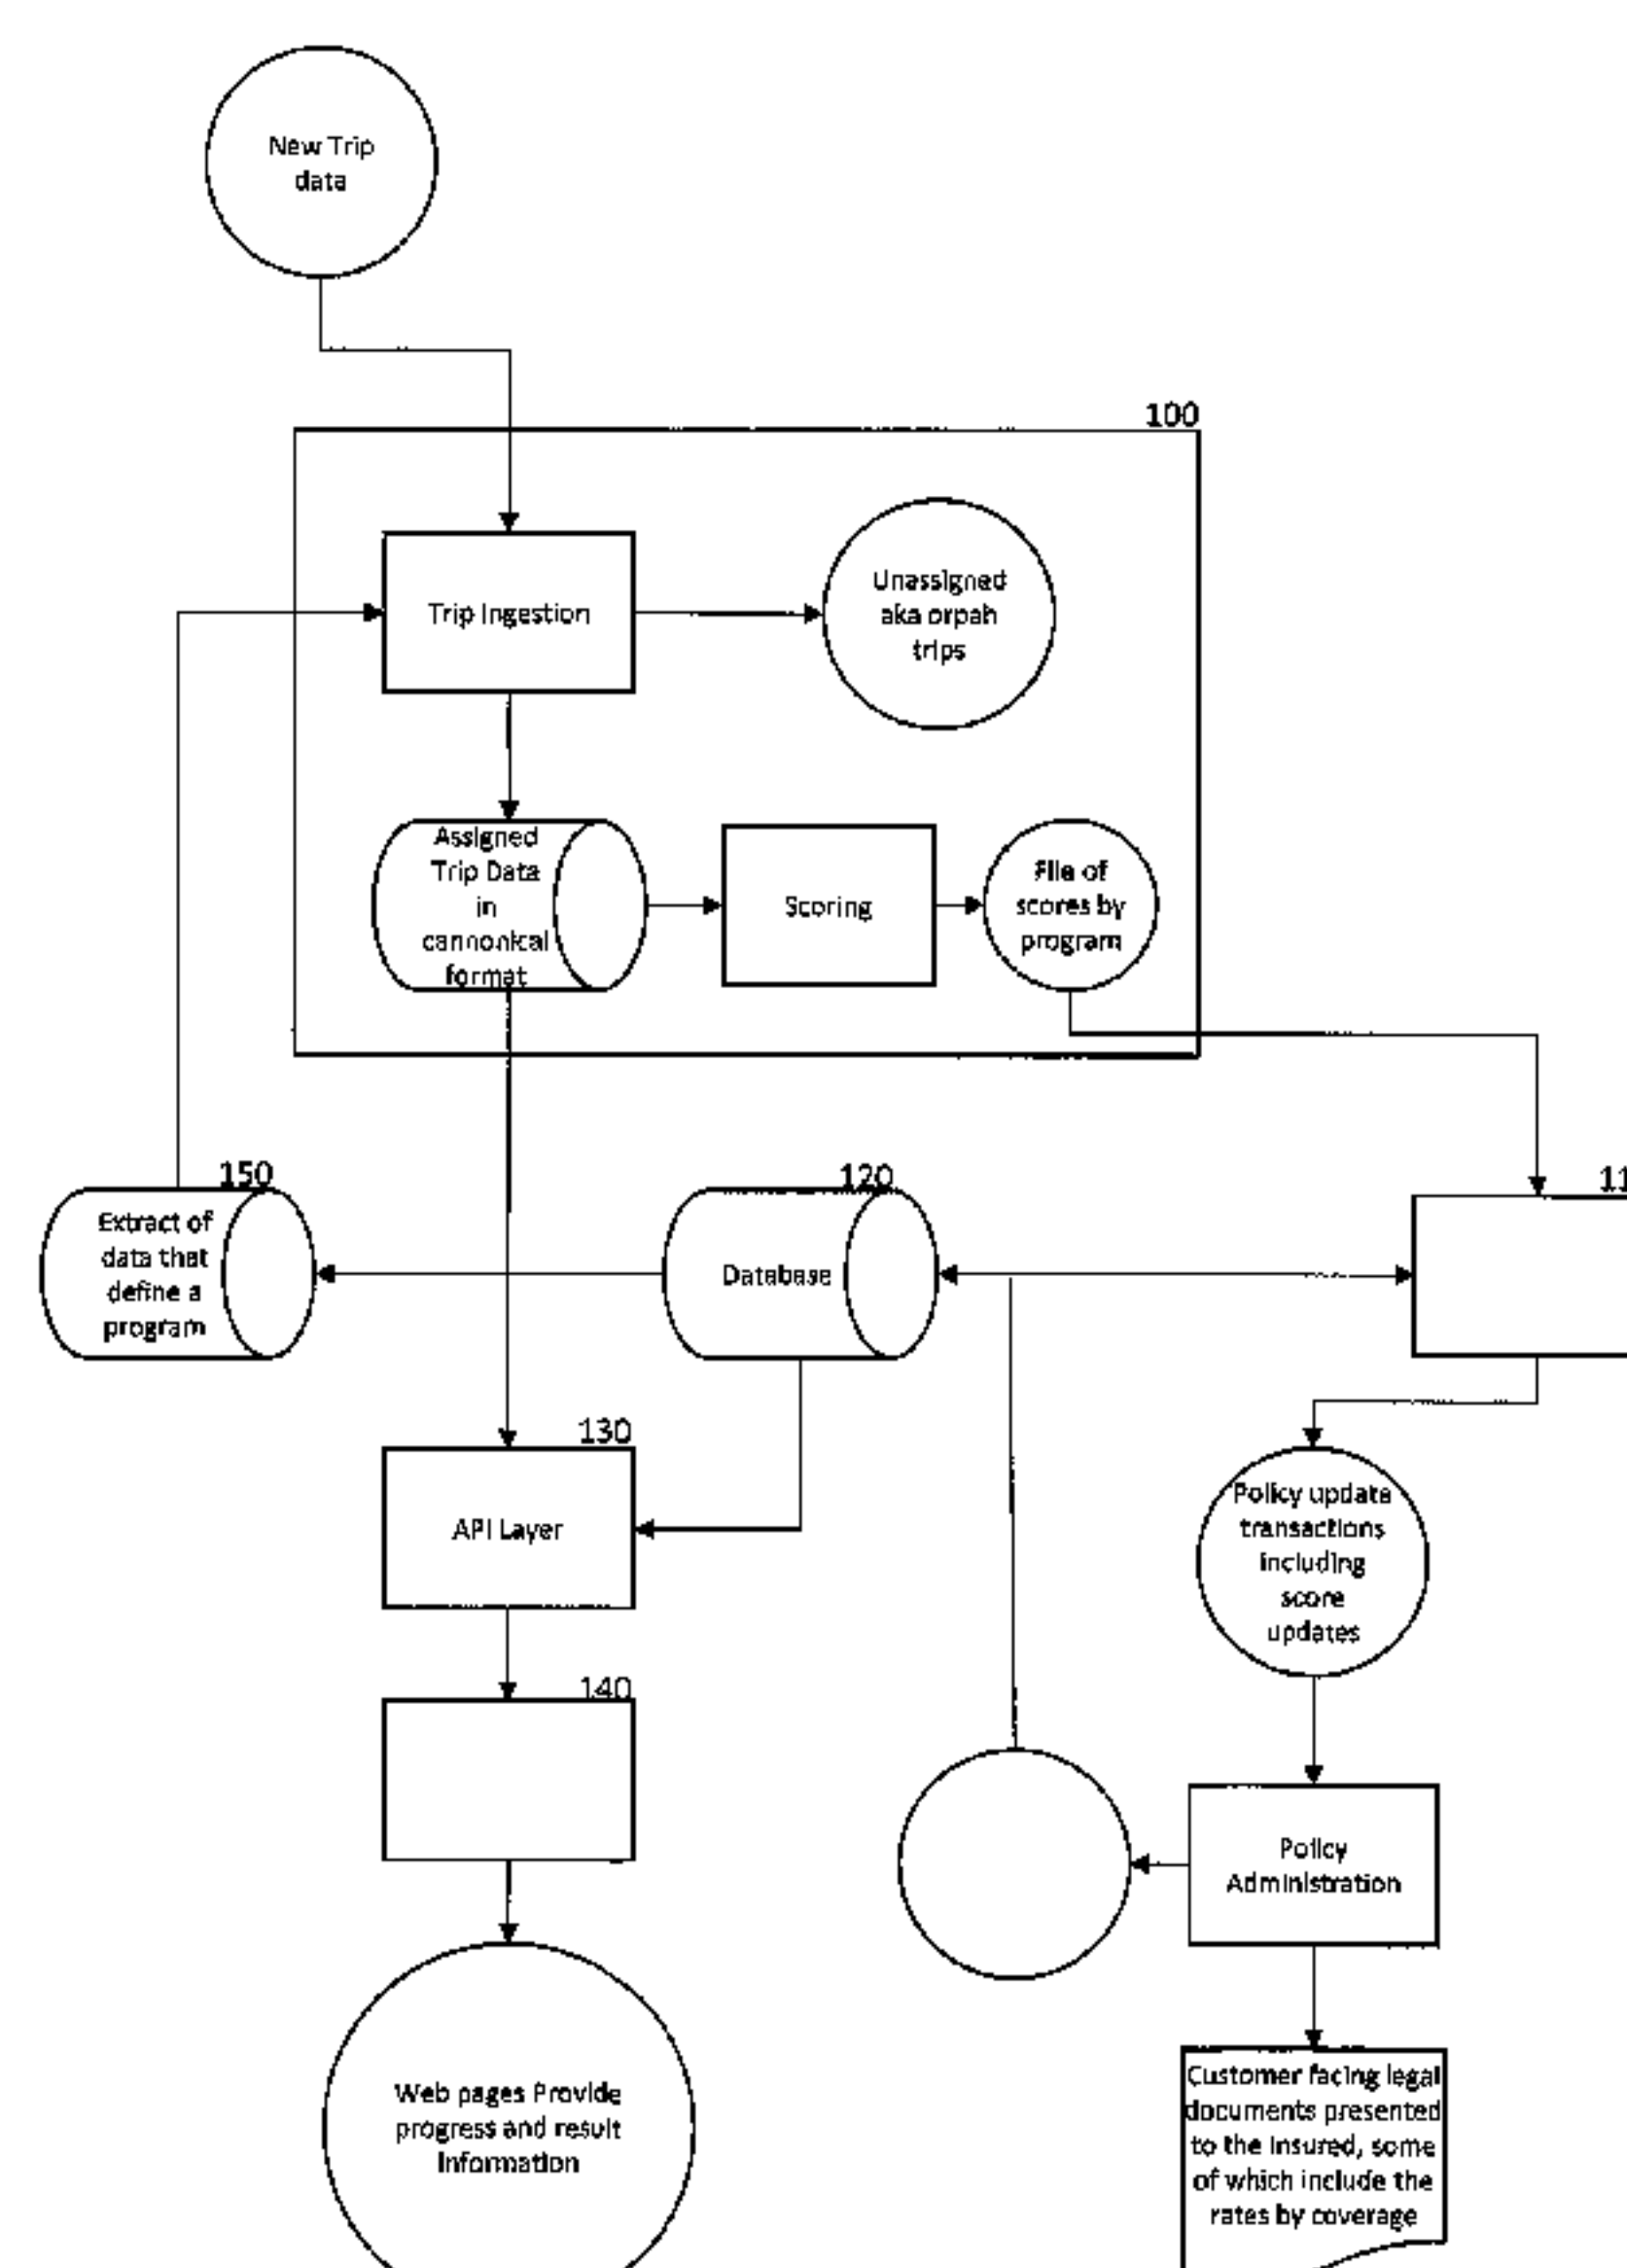 New Trip
data
100
Trip Ingestion
Unassigned
aka orpah
trips
Assigned
Trip Data
in
cannonical
format
Scoring
File of
scores by
program
150
Extract of
data that
define a
program
120
Database
11
130
API Layer
Policy update
transactions
including
score
updates
140
Policy
Administration
Web pages Provide
progress and result
Information
Customer facing legal
documents presented
to the insured, some
of which include the
rates by coverage